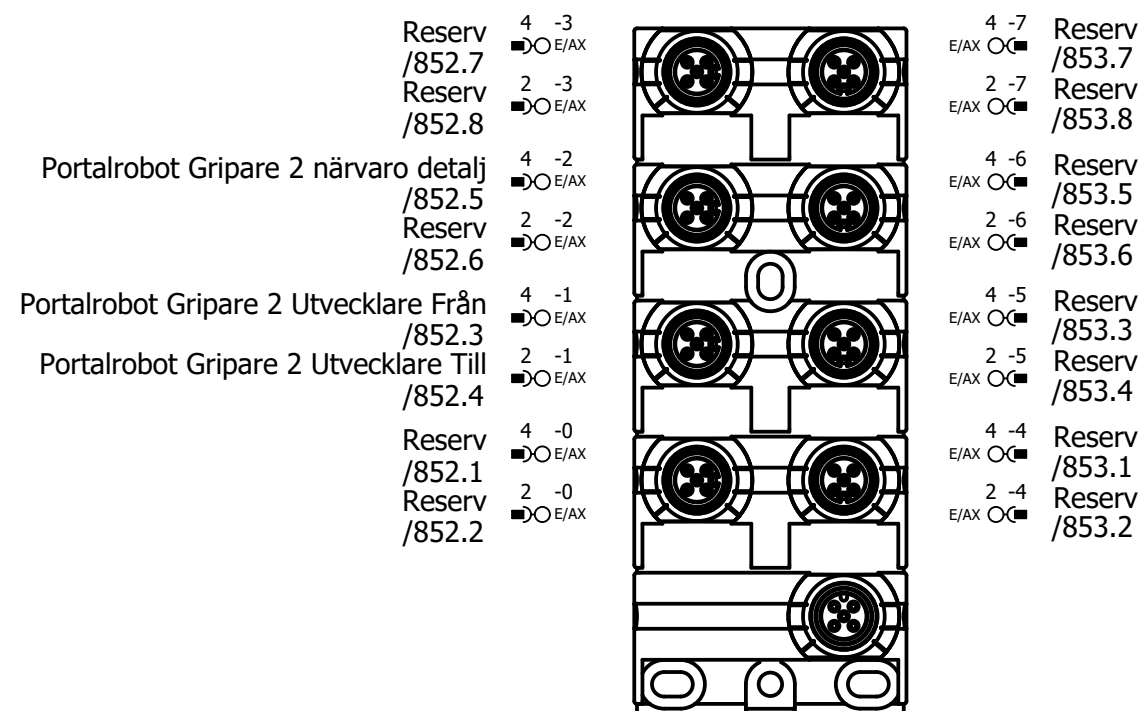 Reserv
4 -3
E/AX
/852.7
Reserv
2 -3
E/AX
/852.8
Portalrobot Gripare 2 närvaro detalj
4 -2
E/AX
/852.5
Reserv
2 -2
E/AX
/852.6
Portalrobot Gripare 2 Utvecklare Från
4 -1
E/AX
/852.3
Portalrobot Gripare 2 Utvecklare Till
2 -1
E/AX
/852.4
Reserv
4 -0
E/AX
/852.1
Reserv
2 -0
E/AX
/852.2
4 -7
E/AX
Reserv
/853.7
2 -7
E/AX
Reserv
/853.8
4 -6
E/AX
Reserv
/853.5
2 -6
E/AX
Reserv
/853.6
4 -5
E/AX
Reserv
/853.3
2 -5
E/AX
Reserv
/853.4
4 -4
E/AX
Reserv
/853.1
2 -4
E/AX
Reserv
/853.2